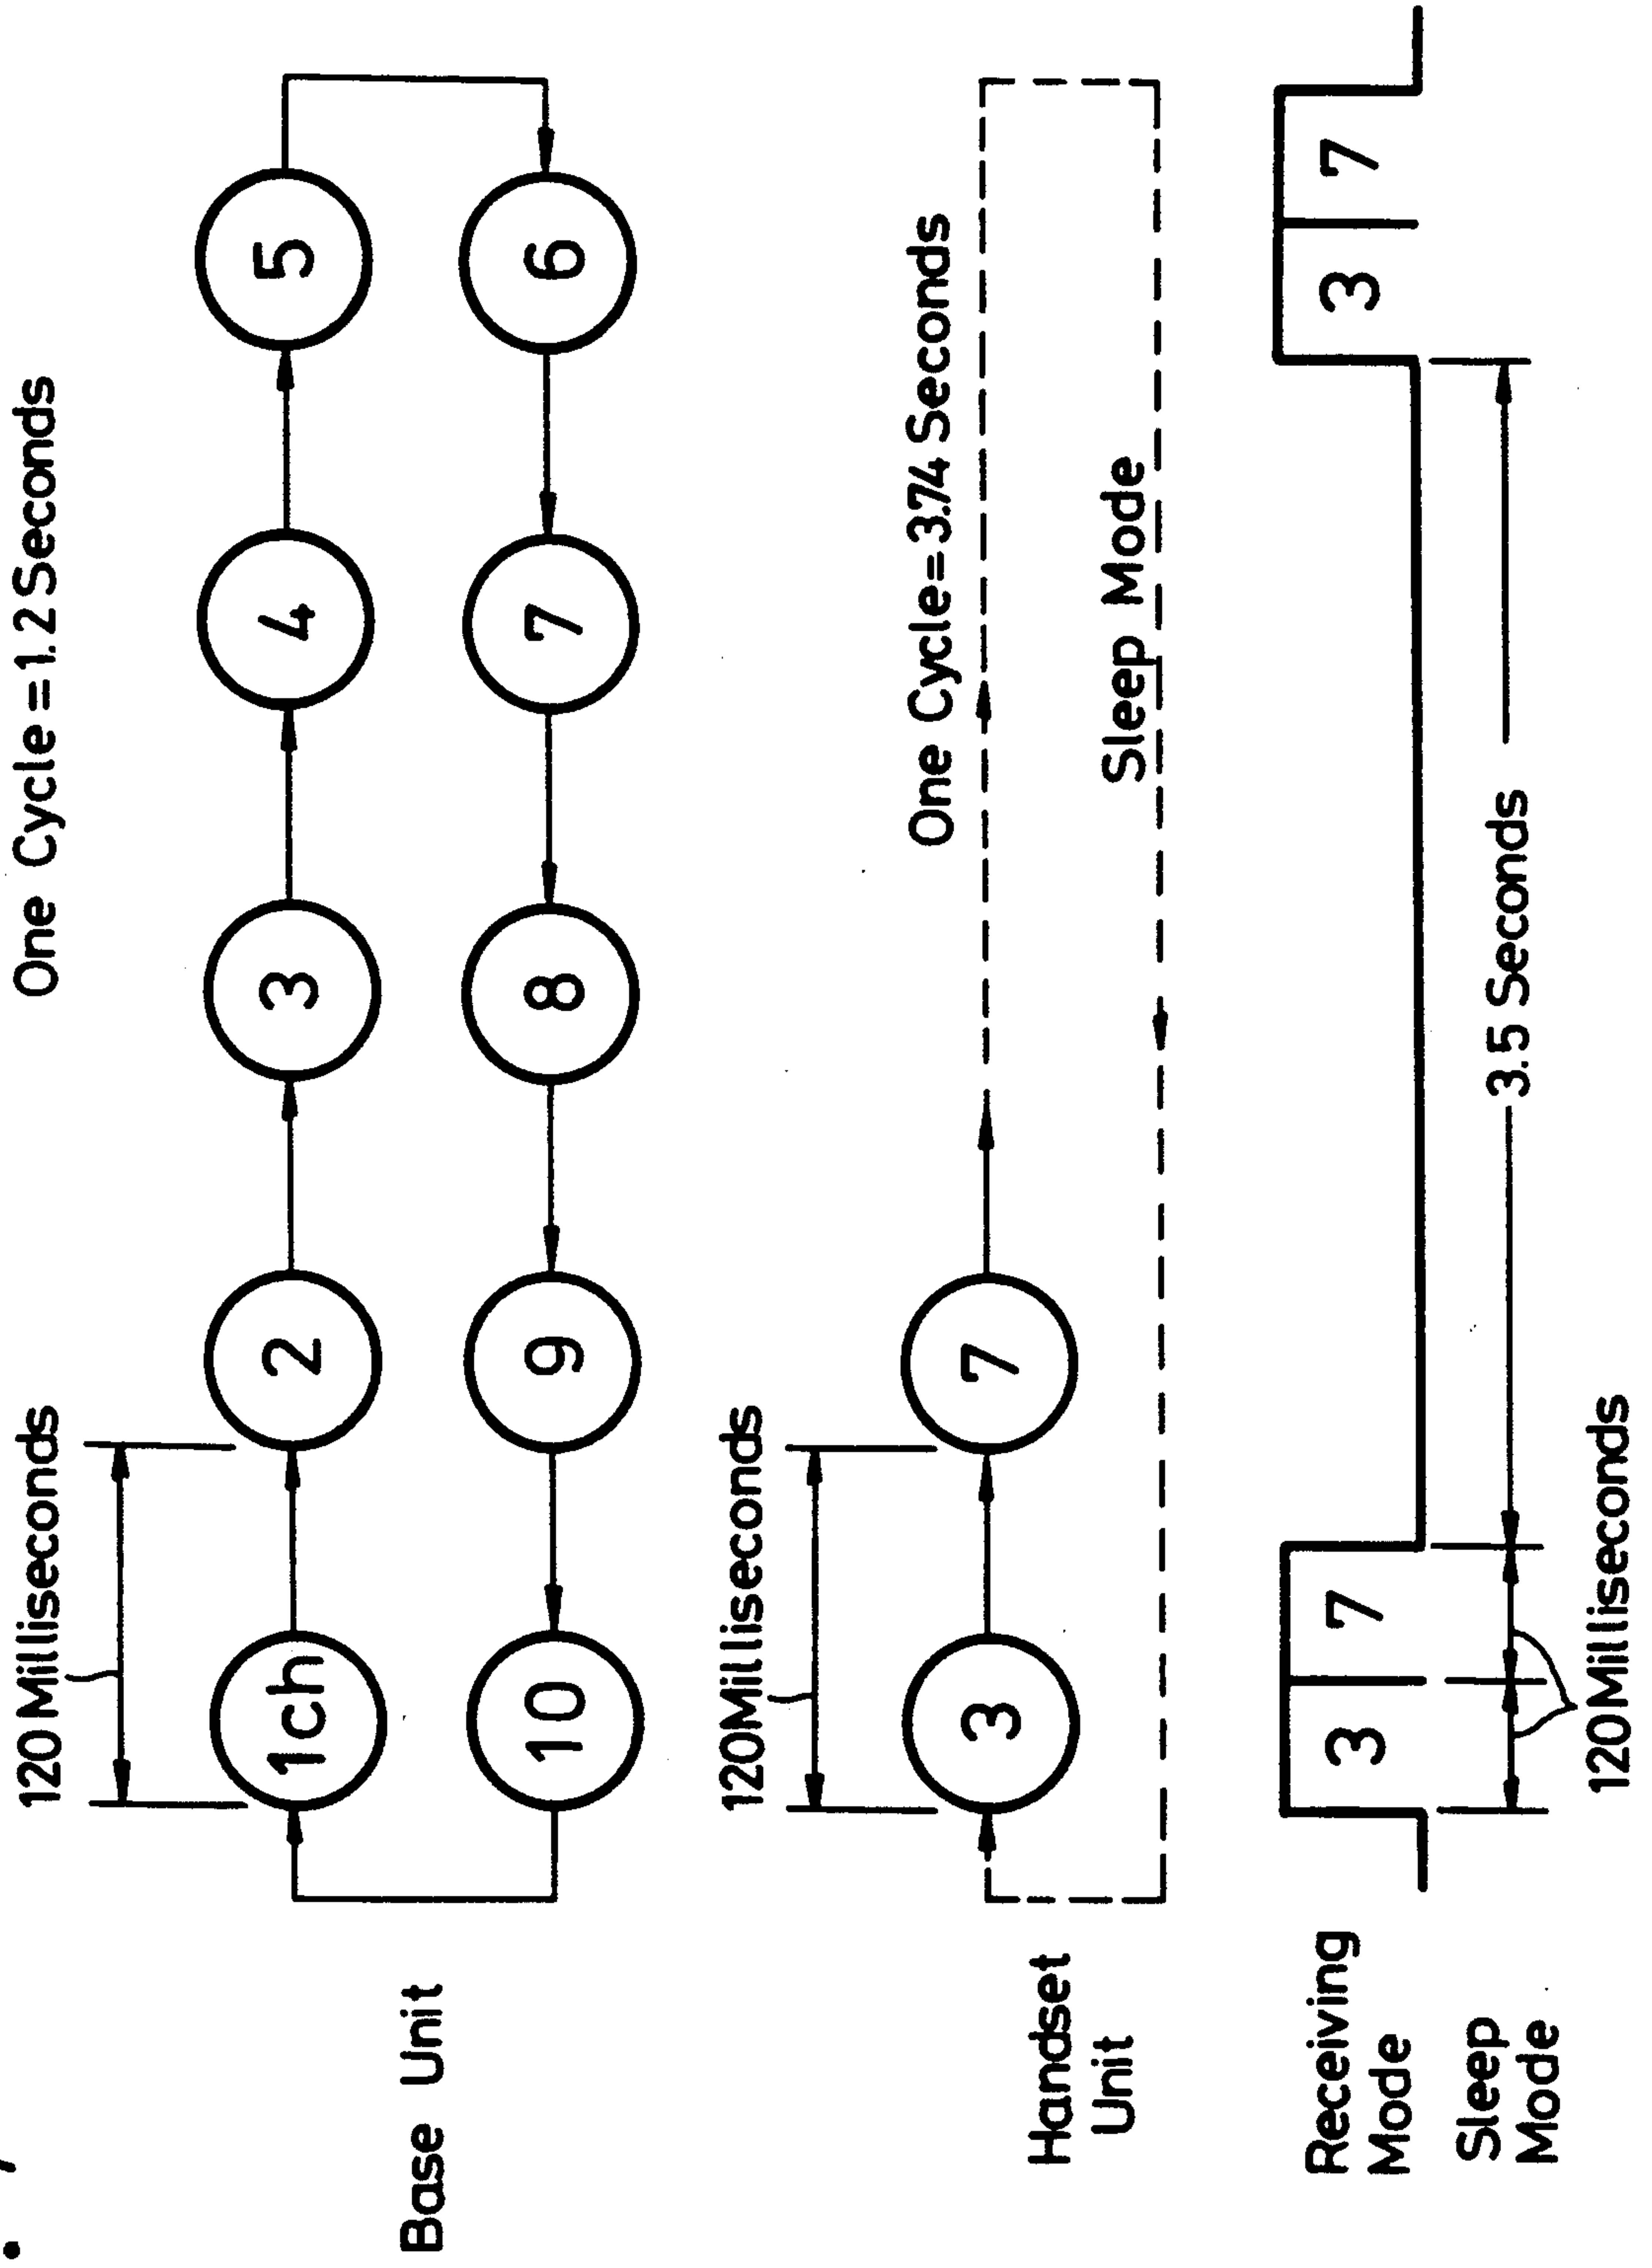 One Cycle = 1.2 Seconds
120 Milliseconds
1ch
2
3
4
5
6
7
8
9
10
Base Unit
120 Milliseconds
One Cycle = 3.74 Seconds
3
7
Sleep Mode
Handset
Unit
Receiving
Mode
3
7
3
7
Sleep
Mode
3.5 Seconds
120 Milliseconds